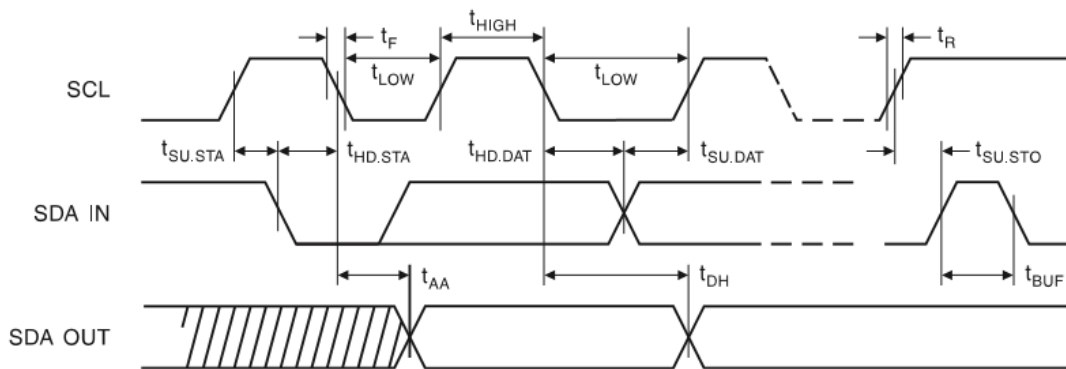 tF
tHIGH
tR
SCL
tLOW
tLOW
tSU.STA
tHD.STA
tHD.DAT
tSU.DAT
tSU.STO
SDA IN
tAA
tDH
tBUF
SDA OUT